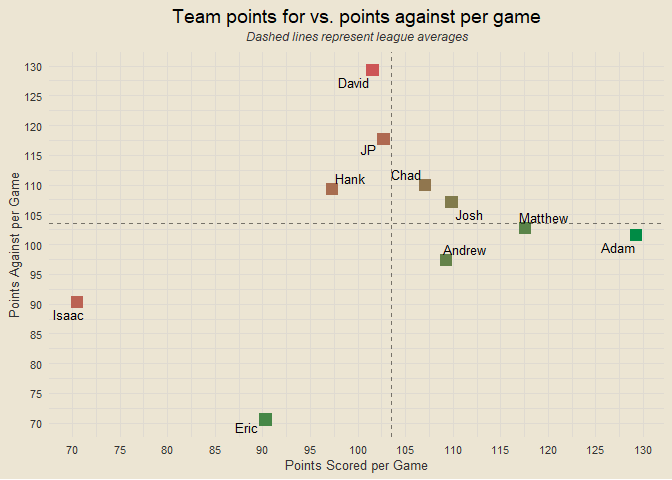 Team points for vs. points against per game
Dashed lines represent league averages
Points Against per Game
130
125
120
115
110
105
100
95
90
85
80
75
70
David
JP
Hank
Chad
Josh
Matthew
Andrew
Adam
Isaac
Eric
70 75 80 85 90 95 100 105 110 115 120 125 130
Points Scored per Game